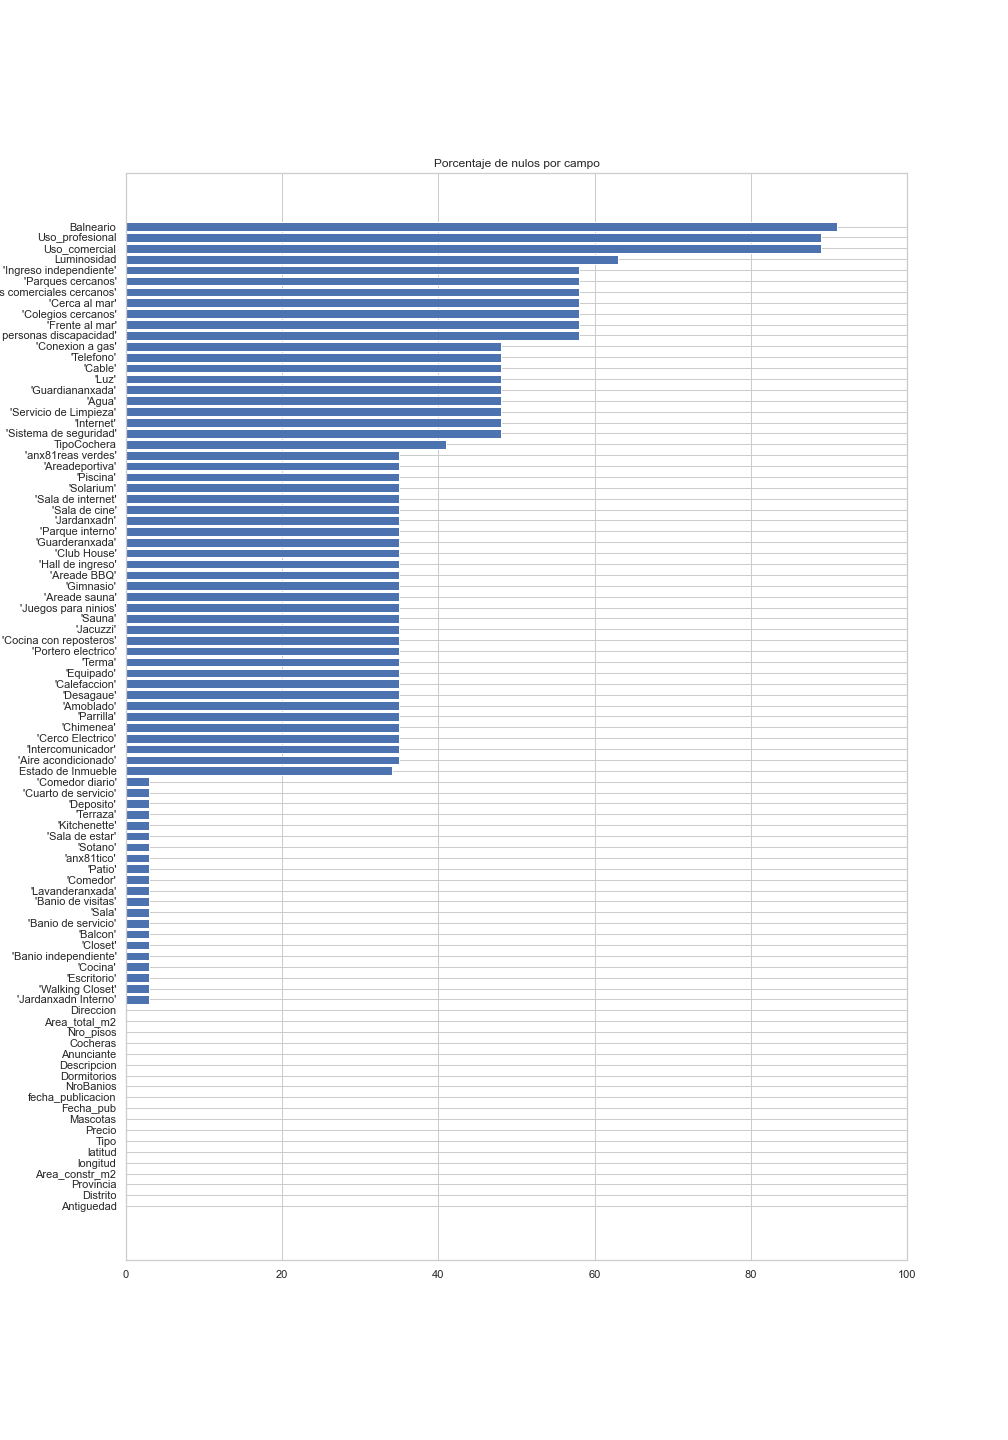 Porcentaje de nulos por campo
Balneario
Uso_profesional
Uso_comercial
Luminosidad
'Ingreso independiente'
'Parques cercanos'
s comerciales cercanos'
'Cerca al mar'
'Colegios cercanos'
'Frente al mar'
personas discapacidad'
'Conexion a gas'
'Telefono'
'Cable'
'Luz'
'Guardiananxada'
'Agua'
'Servicio de Limpieza'
'Internet'
'Sistema de seguridad'
TipoCochera
'anx81reas verdes'
'Areadeportiva'
'Piscina'
'Solarium'
'Sala de internet'
'Sala de cine'
'Jardanxadn'
'Parque interno'
'Guarderanxada'
'Club House'
'Hall de ingreso'
'Areade BBQ'
'Gimnasio'
'Areade sauna'
'Juegos para ninios'
'Sauna'
'Jacuzzi'
'Cocina con reposteros'
'Portero electrico'
'Terma'
'Equipado'
'Calefaccion'
'Desagaue'
'Amoblado'
'Parrilla'
'Chimenea'
'Cerco Electrico'
'Intercomunicador'
'Aire acondicionado'
Estado de Inmueble
'Comedor diario'
'Cuarto de servicio'
'Deposito'
'Terraza'
'Kitchenette'
'Sala de estar'
'Sotano'
'anx81tico'
'Patio'
'Comedor'
'Lavanderanxada'
'Banio de visitas'
'Sala'
'Banio de servicio'
'Balcon'
'Closet'
'Banio independiente'
'Cocina'
'Escritorio'
'Walking Closet'
'Jardanxadn Interno'
Direccion
Area_total_m2
Nro_pisos
Cocheras
Anunciante
Descripcion
Dormitorios
NroBanios
fecha_publicacion
Fecha_pub
Mascotas
Precio
Tipo
latitud
longitud
Area_constr_m2
Provincia
Distrito
Antiguedad
0 20 40 60 80 100